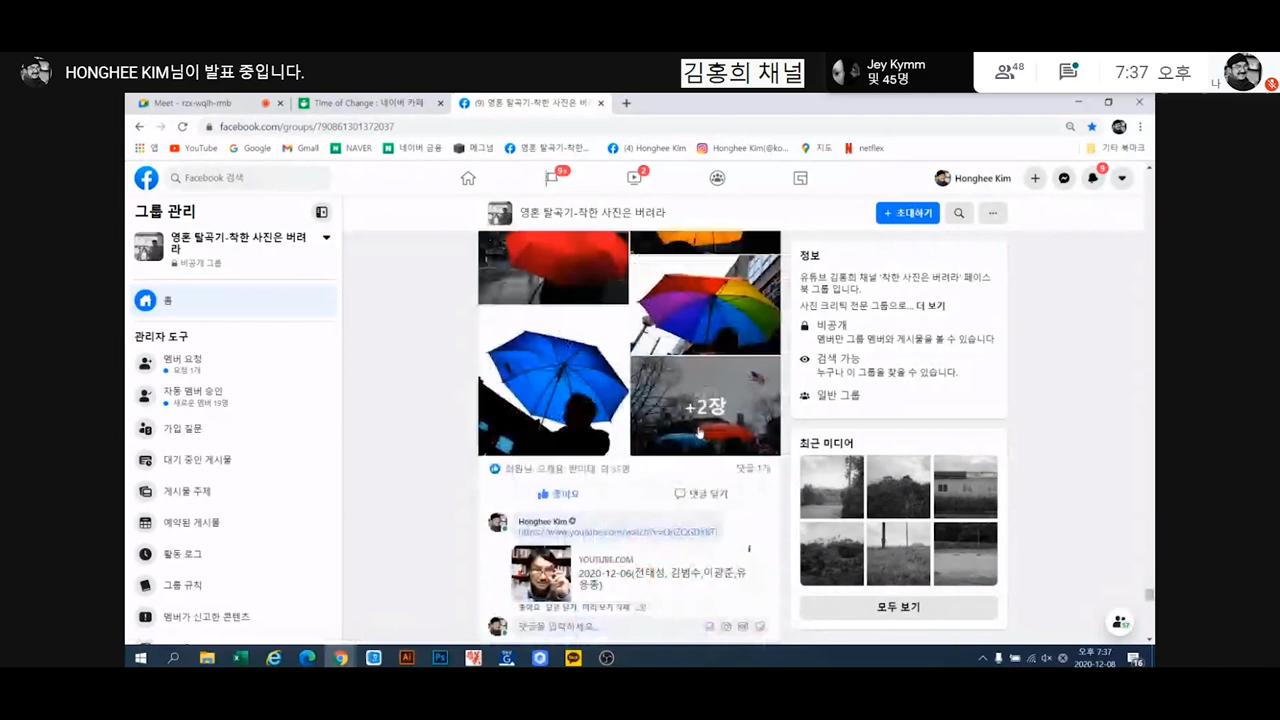 HONGHEE KIM님이 발표 중입니다.
김홍희 채널
Jey Kymm
및 45명
48
7:37 오후
나
Meet - rzx-wqlh-rmb
Time of Change : 네이버 카페
(9) 영혼 탈곡기-착한 사진은 버려
facebook.com/groups/790861301372037
앱
YouTube
Google
Gmail
NAVER
네이버 금융
메그넘
영혼 탈곡기-착한...
(4) Honghee Kim
Honghee Kim(@ko...
지도
netflex
기타 북마크
Facebook 검색
9+
2
Honghee Kim
9
그룹 관리
영혼 탈곡기-착한 사진은 버려
라
비공개 그룹
홈
관리자 도구
멤버 요청
요청 1개
자동 멤버 승인
새로운 멤버 19명
가입 질문
대기 중인 게시물
게시물 주제
예약된 게시물
활동 로그
그룹 규칙
멤버가 신고한 콘텐츠
영혼 탈곡기-착한 사진은 버려라
+ 초대하기
+2장
댓글 1개
좋아요
댓글 달기
Honghee Kim
YOUTUBE.COM
2020-12-06(전태성, 김범수,이광준,유
용종)
댓글을 입력하세요...
정보
유튜브 김홍희 채널 '착한 사진은 버려라' 페이스
북 그룹 입니다.
사진 크리틱 전문 그룹으로... 더 보기
비공개
멤버만 그룹 멤버와 게시물을 볼 수 있습니다
검색 가능
누구나 이 그룹을 찾을 수 있습니다.
일반 그룹
최근 미디어
모두 보기
57
오후 7:37
2020-12-08
16